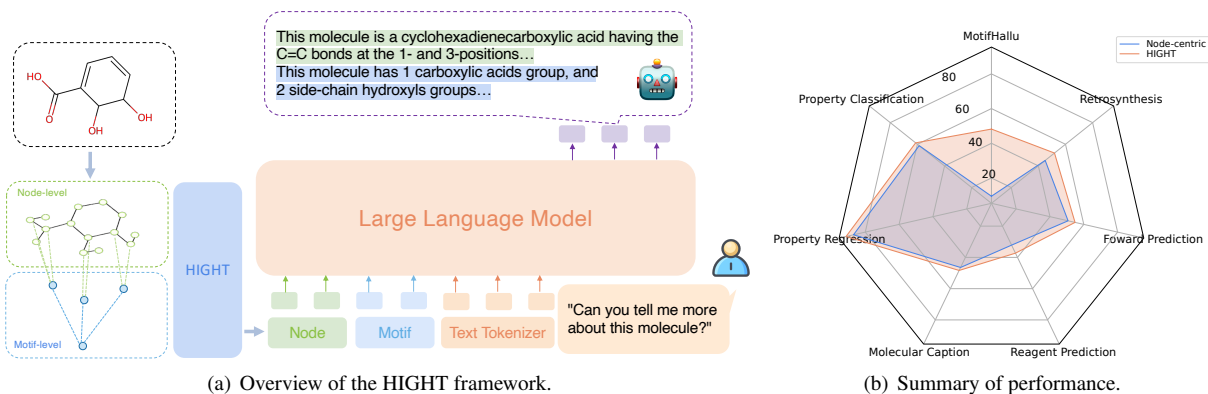 This molecule is a cyclohexadienecarboxylic acid having the
C=C bonds at the 1- and 3-positions…
This molecule has 1 carboxylic acids group, and
2 side-chain hydroxyls groups…
HO
O
OH
OH
Node-level
Motif-level
HIGHT
Large Language Model
Node
Motif
Text Tokenizer
"Can you tell me more
about this molecule?"
(a) Overview of the HIGHT framework.
MotifHallu
Node-centric
HIGHT
Property Classification
Retrosynthesis
80
60
40
20
Property Regression
Foward Prediction
Molecular Caption
Reagent Prediction
(b) Summary of performance.